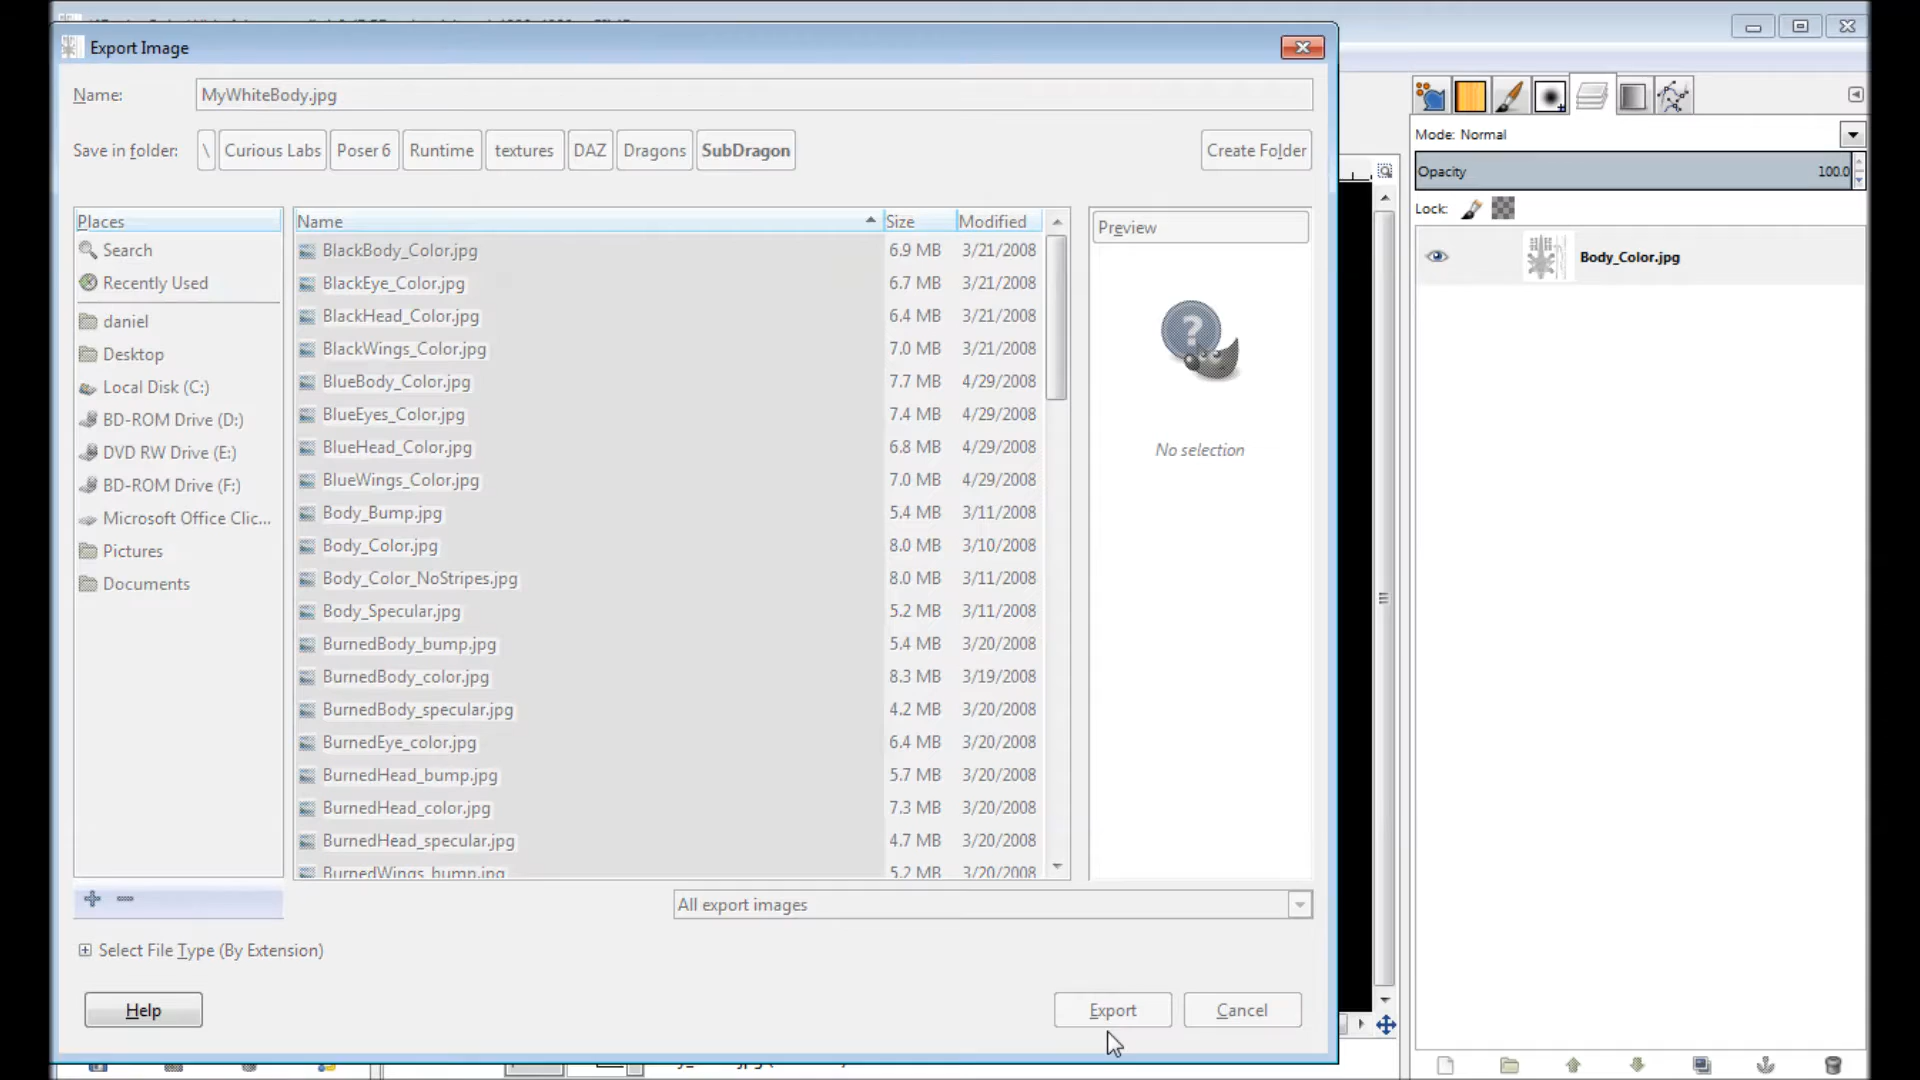 Export Image
Name: MyWhiteBody.jpg
Save in folder: \ Curious Labs Poser 6 Runtime textures DAZ Dragons SubDragon Create Folder
Places
Search
Recently Used
daniel
Desktop
Local Disk (C:)
BD-ROM Drive (D:)
DVD RW Drive (E:)
BD-ROM Drive (F:)
Microsoft Office Clic...
Pictures
Documents
Name Size Modified
BlackBody_Color.jpg 6.9 MB 3/21/2008
BlackEye_Color.jpg 6.7 MB 3/21/2008
BlackHead_Color.jpg 6.4 MB 3/21/2008
BlackWings_Color.jpg 7.0 MB 3/21/2008
BlueBody_Color.jpg 7.7 MB 4/29/2008
BlueEyes_Color.jpg 7.4 MB 4/29/2008
BlueHead_Color.jpg 6.8 MB 4/29/2008
BlueWings_Color.jpg 7.0 MB 4/29/2008
Body_Bump.jpg 5.4 MB 3/11/2008
Body_Color.jpg 8.0 MB 3/10/2008
Body_Color_NoStripes.jpg 8.0 MB 3/11/2008
Body_Specular.jpg 5.2 MB 3/11/2008
BurnedBody_bump.jpg 5.4 MB 3/20/2008
BurnedBody_color.jpg 8.3 MB 3/19/2008
BurnedBody_specular.jpg 4.2 MB 3/20/2008
BurnedEye_color.jpg 6.4 MB 3/20/2008
BurnedHead_bump.jpg 5.7 MB 3/20/2008
BurnedHead_color.jpg 7.3 MB 3/20/2008
BurnedHead_specular.jpg 4.7 MB 3/20/2008
BurnedWings_bump.jpg 5.2 MB 3/20/2008
Preview
?
No selection
All export images
Select File Type (By Extension)
Help
Export
Cancel
Mode: Normal
Opacity 100.0
Lock:
Body_Color.jpg